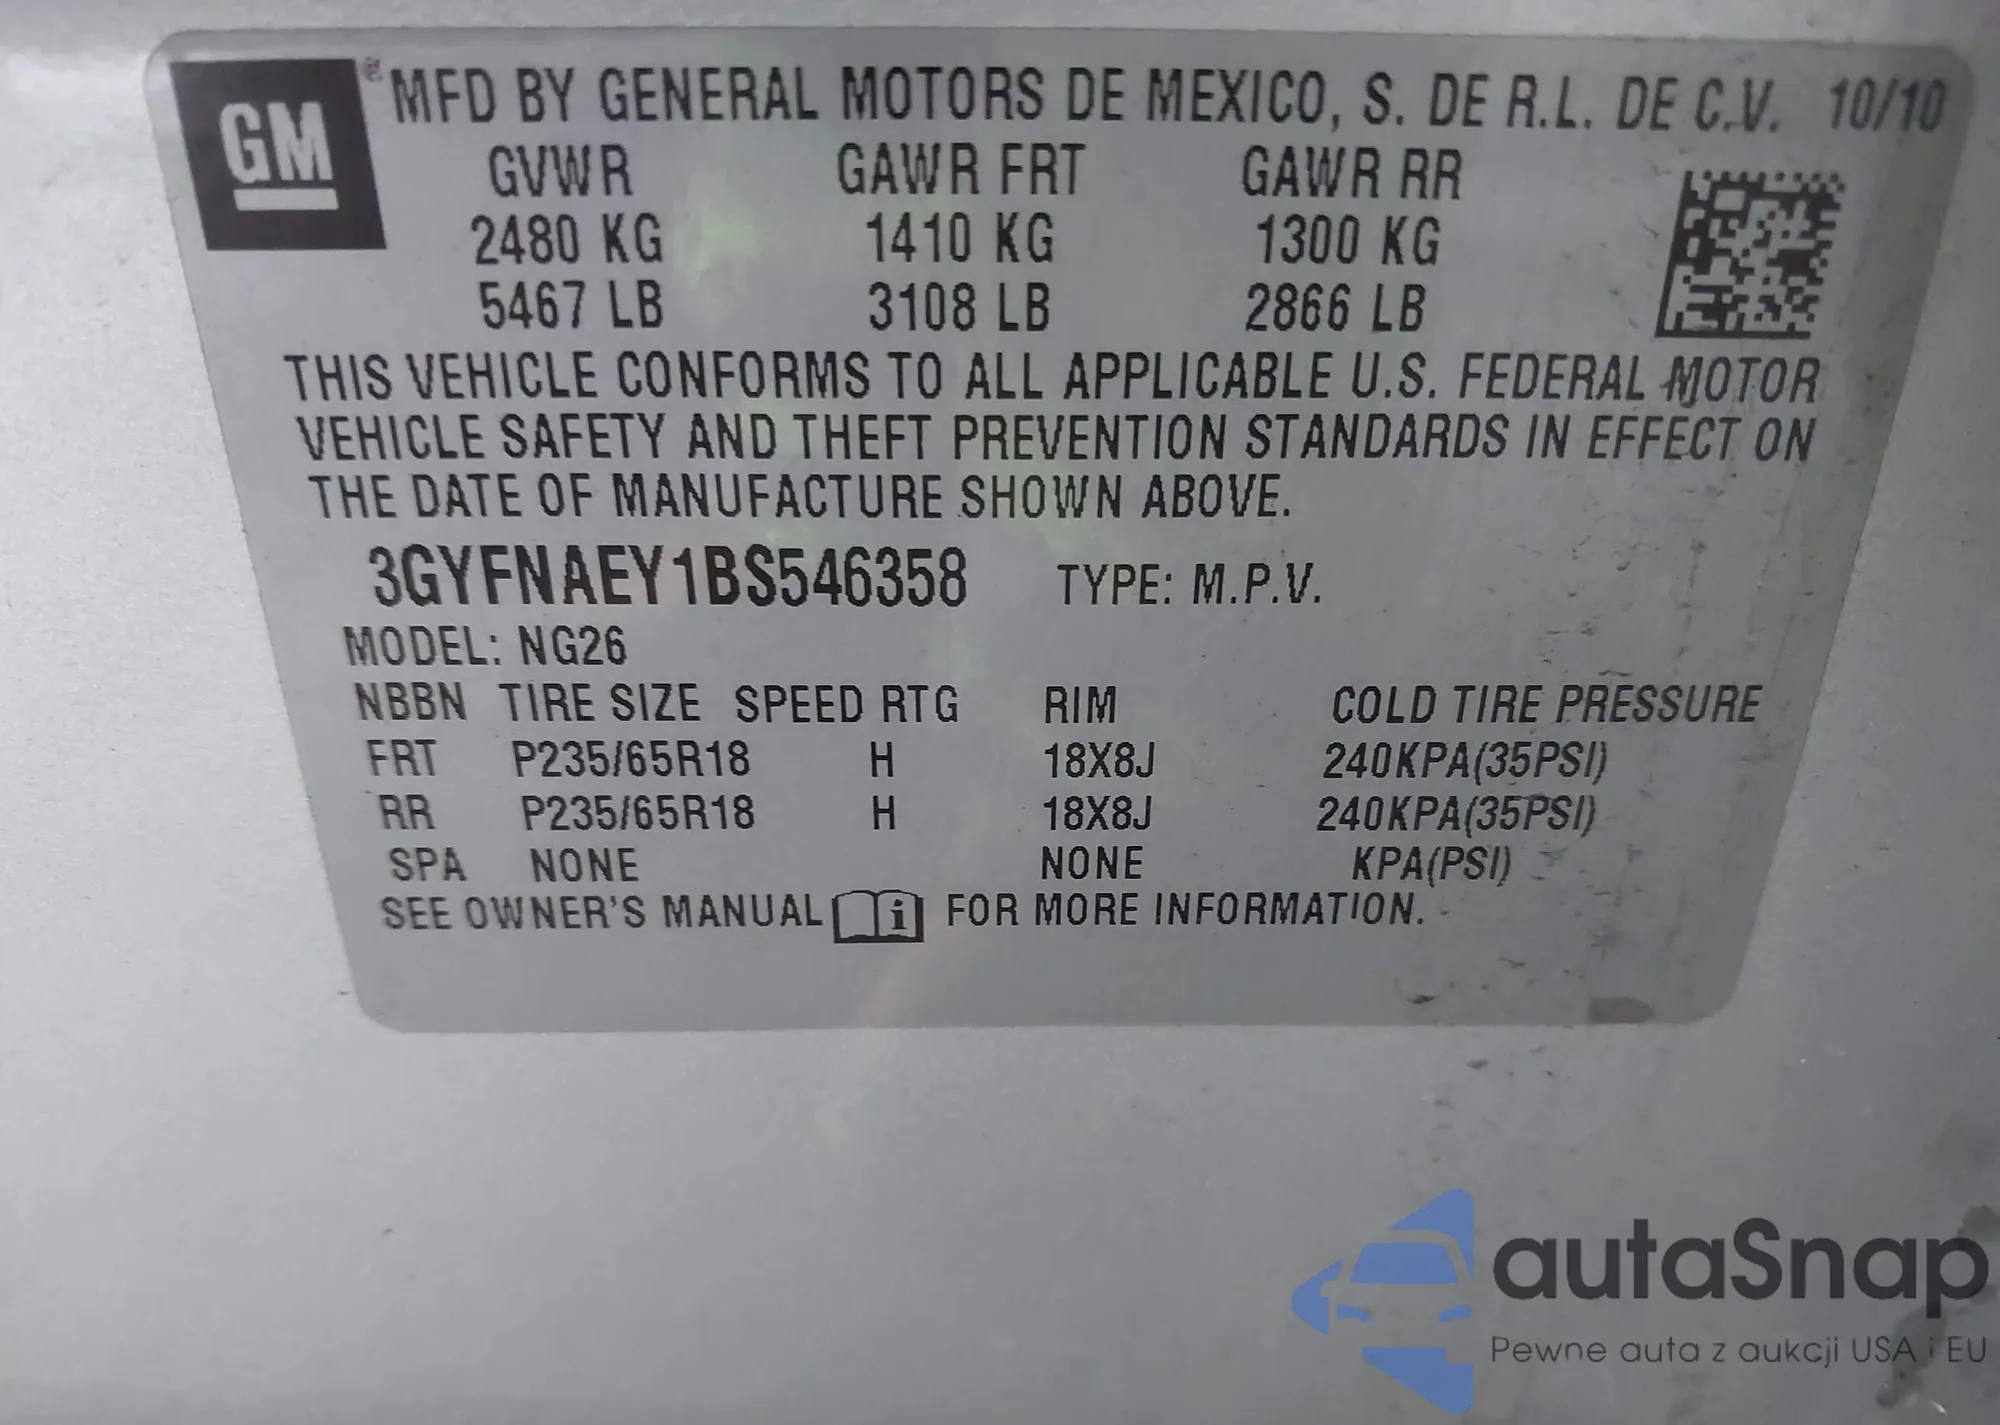 GM ® MFD BY GENERAL MOTORS DE MEXICO, S. DE R.L. DE C.V. 10/10
GVWR GAWR FRT GAWR RR
2480 KG 1410 KG 1300 KG
5467 LB 3108 LB 2866 LB
THIS VEHICLE CONFORMS TO ALL APPLICABLE U.S. FEDERAL MOTOR
VEHICLE SAFETY AND THEFT PREVENTION STANDARDS IN EFFECT ON
THE DATE OF MANUFACTURE SHOWN ABOVE.
3GYFNAEY1BS546358 TYPE: M.P.V.
MODEL: NG26
NBBN TIRE SIZE SPEED RTG RIM COLD TIRE PRESSURE
FRT P235/65R18 H 18X8J 240KPA(35PSI)
RR P235/65R18 H 18X8J 240KPA(35PSI)
SPA NONE NONE KPA(PSI)
SEE OWNER'S MANUAL i FOR MORE INFORMATION.
autaSnap
Pewne auta z aukcji USA i EU